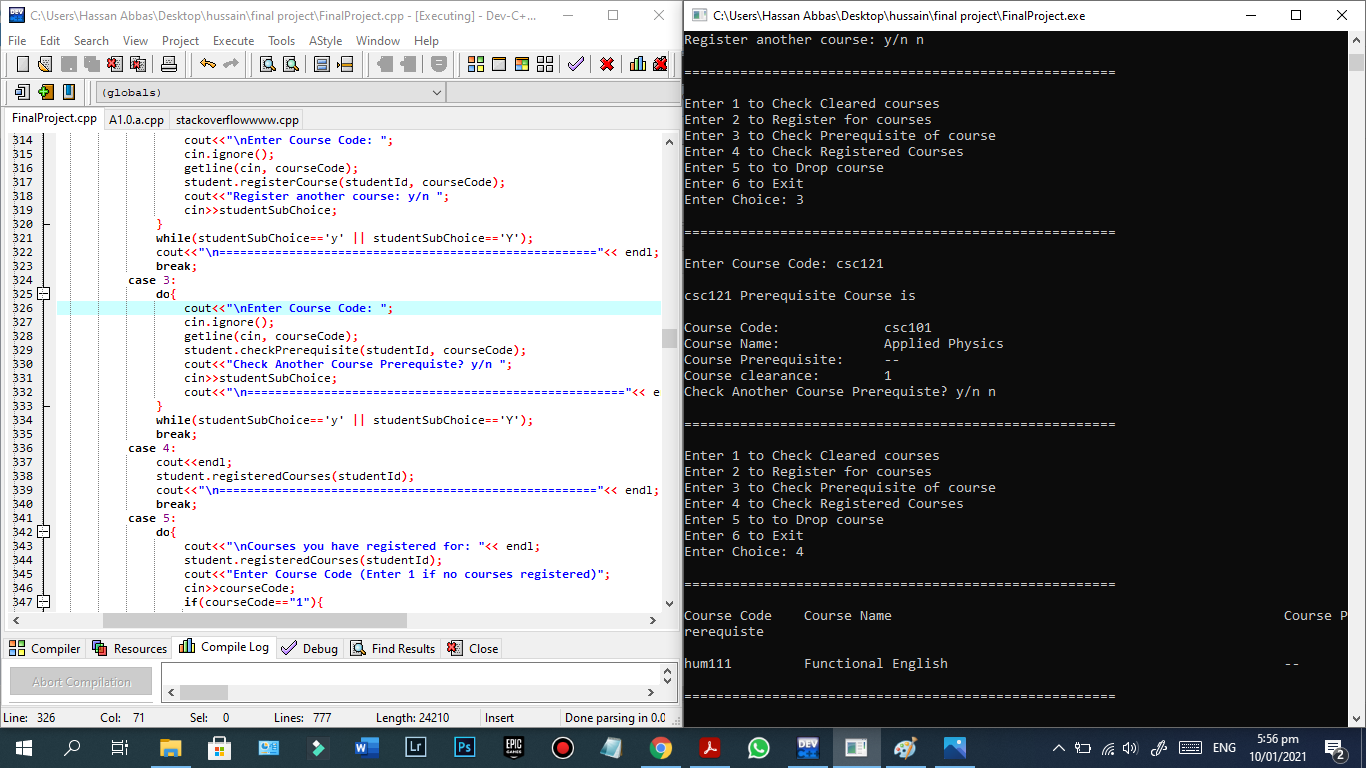 C:\Users\Hassan Abbas\Desktop\hussain\final project\FinalProject.cpp - [Executing] - Dev-C+...
File Edit Search View Project Execute Tools AStyle Window Help
(globals)
FinalProject.cpp A1.0.a.cpp stackoverflowwww.cpp
314 cout<<"\nEnter Course Code: ";
315 cin.ignore();
316 getline(cin, courseCode);
317 student.registerCourse(studentId, courseCode);
318 cout<<"Register another course: y/n ";
319 cin>>studentSubChoice;
320 }
321 while(studentSubChoice=='y' || studentSubChoice=='Y');
322 cout<<"\n======================================================"<< endl;
323 break;
324 case 3:
325 do{
326 cout<<"\nEnter Course Code: ";
327 cin.ignore();
328 getline(cin, courseCode);
329 student.checkPrerequisite(studentId, courseCode);
330 cout<<"Check Another Course Prerequiste? y/n ";
331 cin>>studentSubChoice;
332 cout<<"\n======================================================"<< e
333 }
334 while(studentSubChoice=='y' || studentSubChoice=='Y');
335 break;
336 case 4:
337 cout<<endl;
338 student.registeredCourses(studentId);
339 cout<<"\n======================================================"<< endl;
340 break;
341 case 5:
342 do{
343 cout<<"\nCourses you have registered for: "<< endl;
344 student.registeredCourses(studentId);
345 cout<<"Enter Course Code (Enter 1 if no courses registered)";
346 cin>>courseCode;
347 if(courseCode=="1"){
Compiler Resources Compile Log Debug Find Results Close
Abort Compilation
Line: 326 Col: 71 Sel: 0 Lines: 777 Length: 24210 Insert Done parsing in 0.0
C:\Users\Hassan Abbas\Desktop\hussain\final project\FinalProject.exe
Register another course: y/n n
======================================================
Enter 1 to Check Cleared courses
Enter 2 to Register for courses
Enter 3 to Check Prerequisite of course
Enter 4 to Check Registered Courses
Enter 5 to to Drop course
Enter 6 to Exit
Enter Choice: 3
======================================================
Enter Course Code: csc121
csc121 Prerequisite Course is
Course Code: csc101
Course Name: Applied Physics
Course Prerequisite: --
Course clearance: 1
Check Another Course Prerequiste? y/n n
======================================================
Enter 1 to Check Cleared courses
Enter 2 to Register for courses
Enter 3 to Check Prerequisite of course
Enter 4 to Check Registered Courses
Enter 5 to to Drop course
Enter 6 to Exit
Enter Choice: 4
======================================================
Course Code Course Name Course P
rerequiste
hum111 Functional English --
======================================================
W Lr Ps EPIC GAMES DEV ENG 5:56 pm
10/01/2021 2